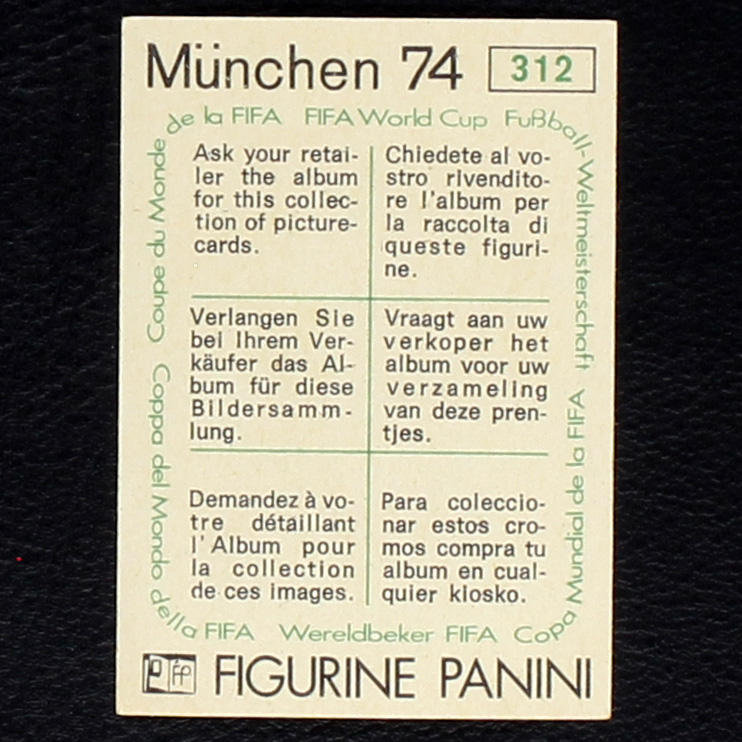 München 74
312
de la FIFA FIFA World Cup Fußball-Weltmeisterschaft
Ask your retai-
ler the album
for this collec-
tion of picture-
cards.
Chiedete al vo-
stro rivendito-
re l'album per
la raccolta di
queste figuri-
ne.
Verlangen Sie
bei Ihrem Ver-
käufer das Al-
bum für diese
Bildersamm-
lung.
Vraagt aan uw
verkoper het
album voor uw
verzameling
van deze pren-
tjes.
Demandez à vo-
tre détaillant
l'Album pour
la collection
de ces images.
Para coleccio-
nar estos cro-
mos compra tu
album en cual-
quier kiosko.
Coupe du Monde
Coppa del Mondo della FIFA Wereldbeker FIFA Copa Mundial de la FIFA
FIGURINE PANINI